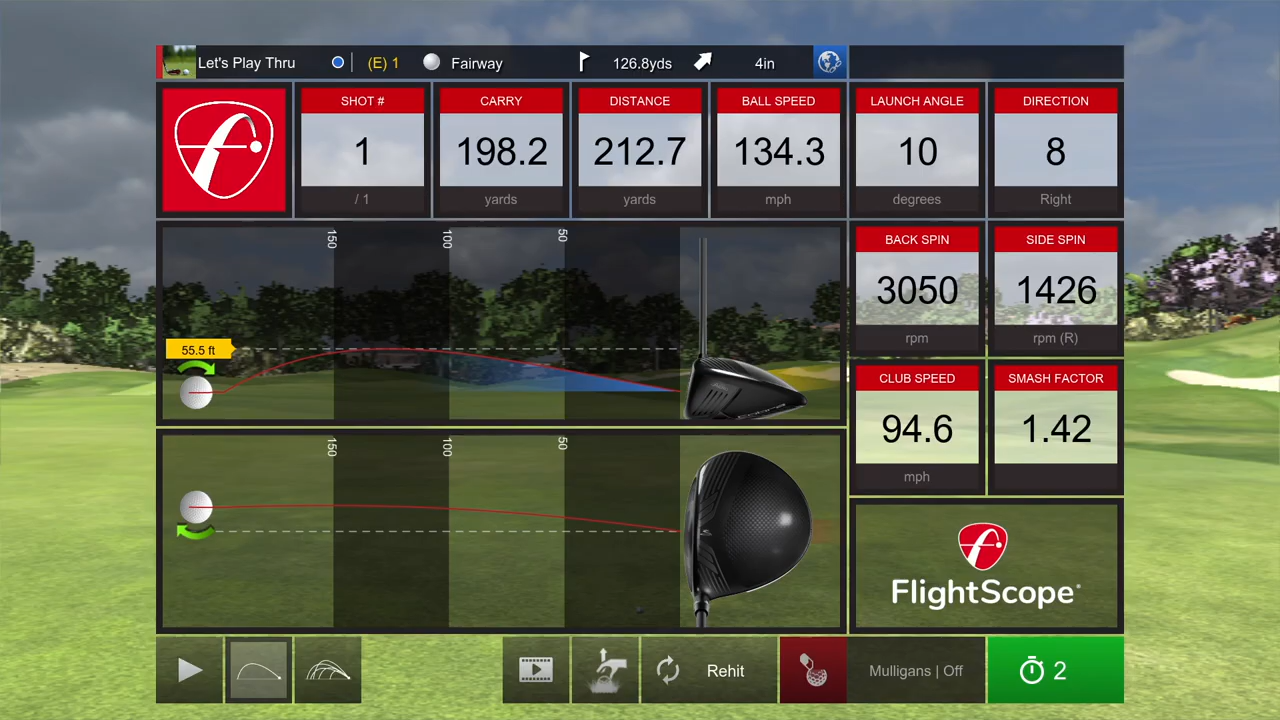 Let's Play Thru
(E) 1
Fairway
126.8yds
4in
SHOT #
1
/ 1
CARRY
198.2
yards
DISTANCE
212.7
yards
BALL SPEED
134.3
mph
LAUNCH ANGLE
10
degrees
DIRECTION
8
Right
BACK SPIN
3050
rpm
SIDE SPIN
1426
rpm (R)
150
100
50
55.5 ft
cobra
CLUB SPEED
94.6
mph
SMASH FACTOR
1.42
150
100
50
FlightScope®
Rehit
Mulligans | Off
2